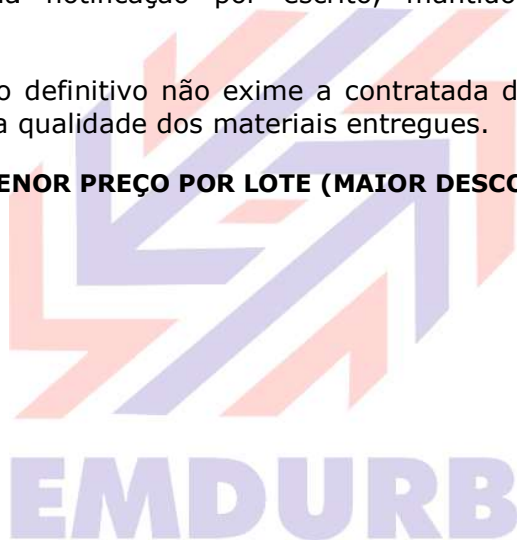 notificação por escrito, mantido
o definitivo não exime a contratada d
a qualidade dos materiais entregues.
ENOR PREÇO POR LOTE (MAIOR DESCO
EMDURB